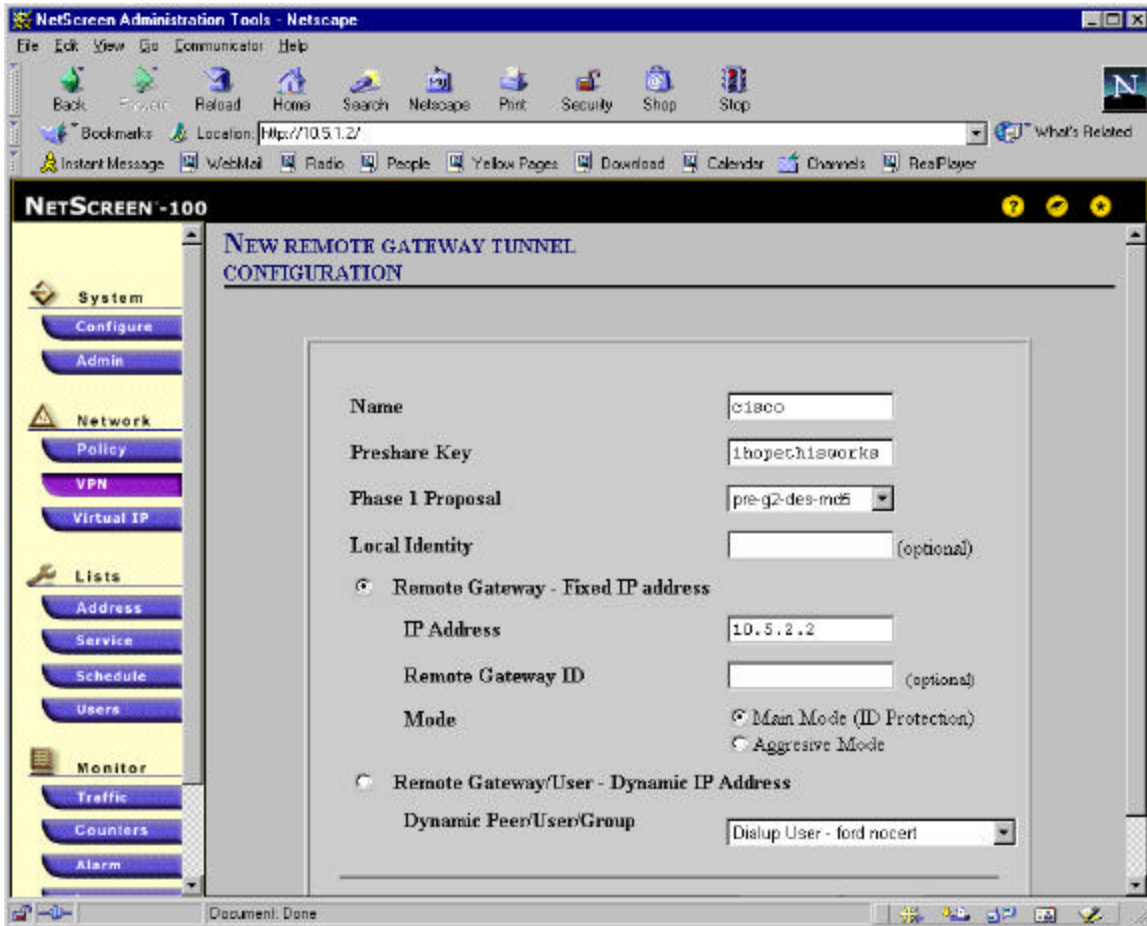 NetScreen Administration Tools - Netscape
File Edit View Go Communicator Help
Back Forward Reload Home Search Netscape Print Security Shop Stop
N
Bookmarks Location: http://10.5.1.2/ What's Related
Instant Message WebMail Radio People Yellow Pages Download Calendar Channels RealPlayer
NETSCREEN-100
?
NEW REMOTE GATEWAY TUNNEL
CONFIGURATION
System
Configure
Admin
Network
Policy
VPN
Virtual IP
Lists
Address
Service
Schedule
Users
Monitor
Traffic
Counters
Alarm
Name cisco
Preshare Key ihopethisworks
Phase 1 Proposal pre-g2-des-md5
Local Identity (optional)
Remote Gateway - Fixed IP address
IP Address 10.5.2.2
Remote Gateway ID (optional)
Mode Main Mode (ID Protection)
Aggresive Mode
Remote Gateway/User - Dynamic IP Address
Dynamic Peer/User/Group Dialup User - ford nocert
Document: Done